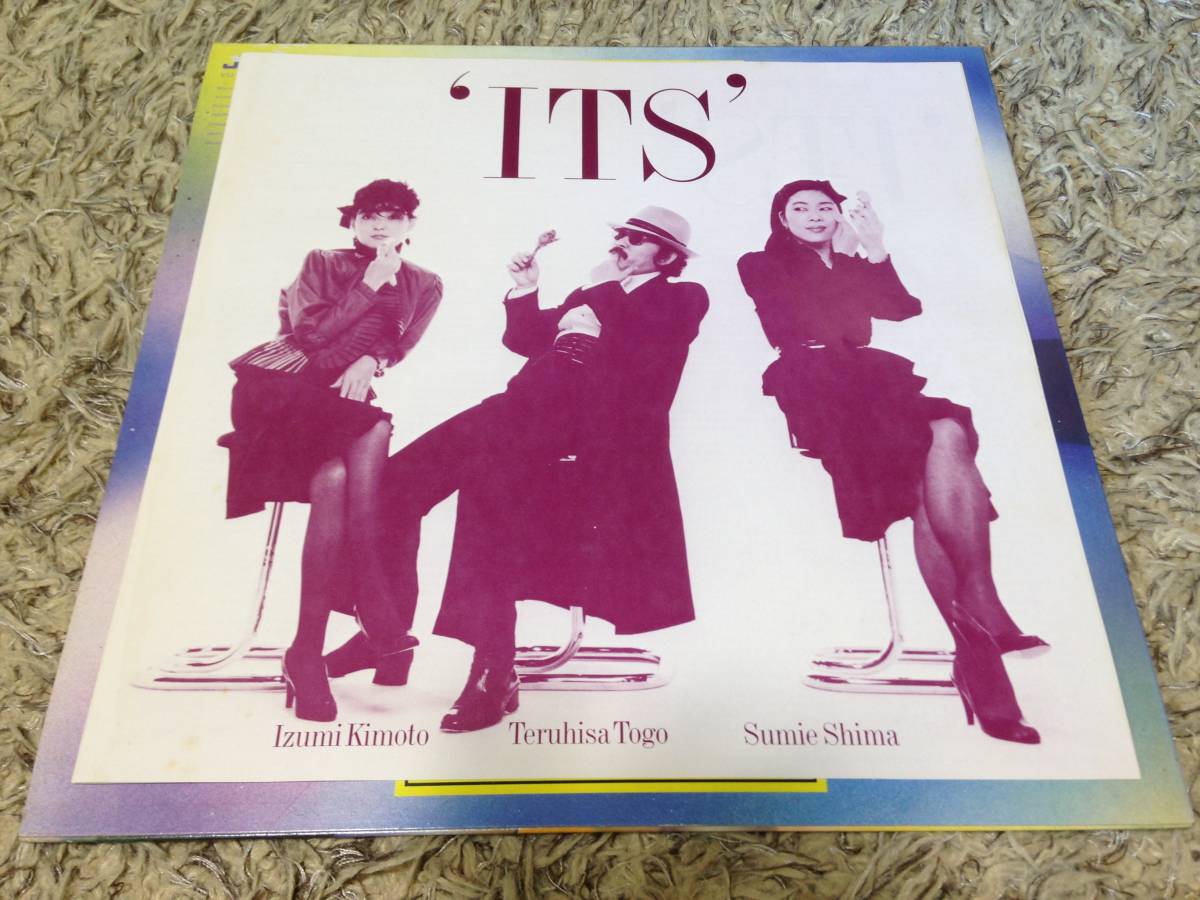 ‘ITS’
Izumi Kimoto
Teruhisa Togo
Sumie Shima